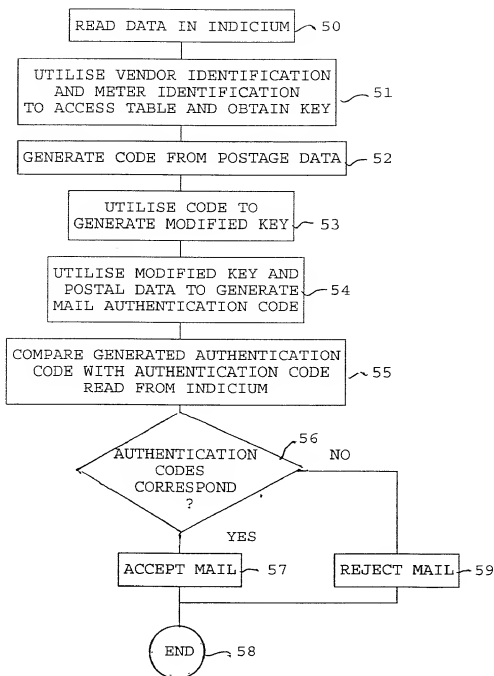 READ DATA IN INDICIUM
50
UTILISE VENDOR IDENTIFICATION
AND METER IDENTIFICATION
TO ACCESS TABLE AND OBTAIN KEY
51
GENERATE CODE FROM POSTAGE DATA
52
UTILISE CODE TO
GENERATE MODIFIED KEY
53
UTILISE MODIFIED KEY AND
POSTAL DATA TO GENERATE
MAIL AUTHENTICATION CODE
54
COMPARE GENERATED AUTHENTICATION
CODE WITH AUTHENTICATION CODE
READ FROM INDICIUM
55
56
AUTHENTICATION
CODES
CORRESPOND
?
NO
YES
ACCEPT MAIL
57
REJECT MAIL
59
END
58